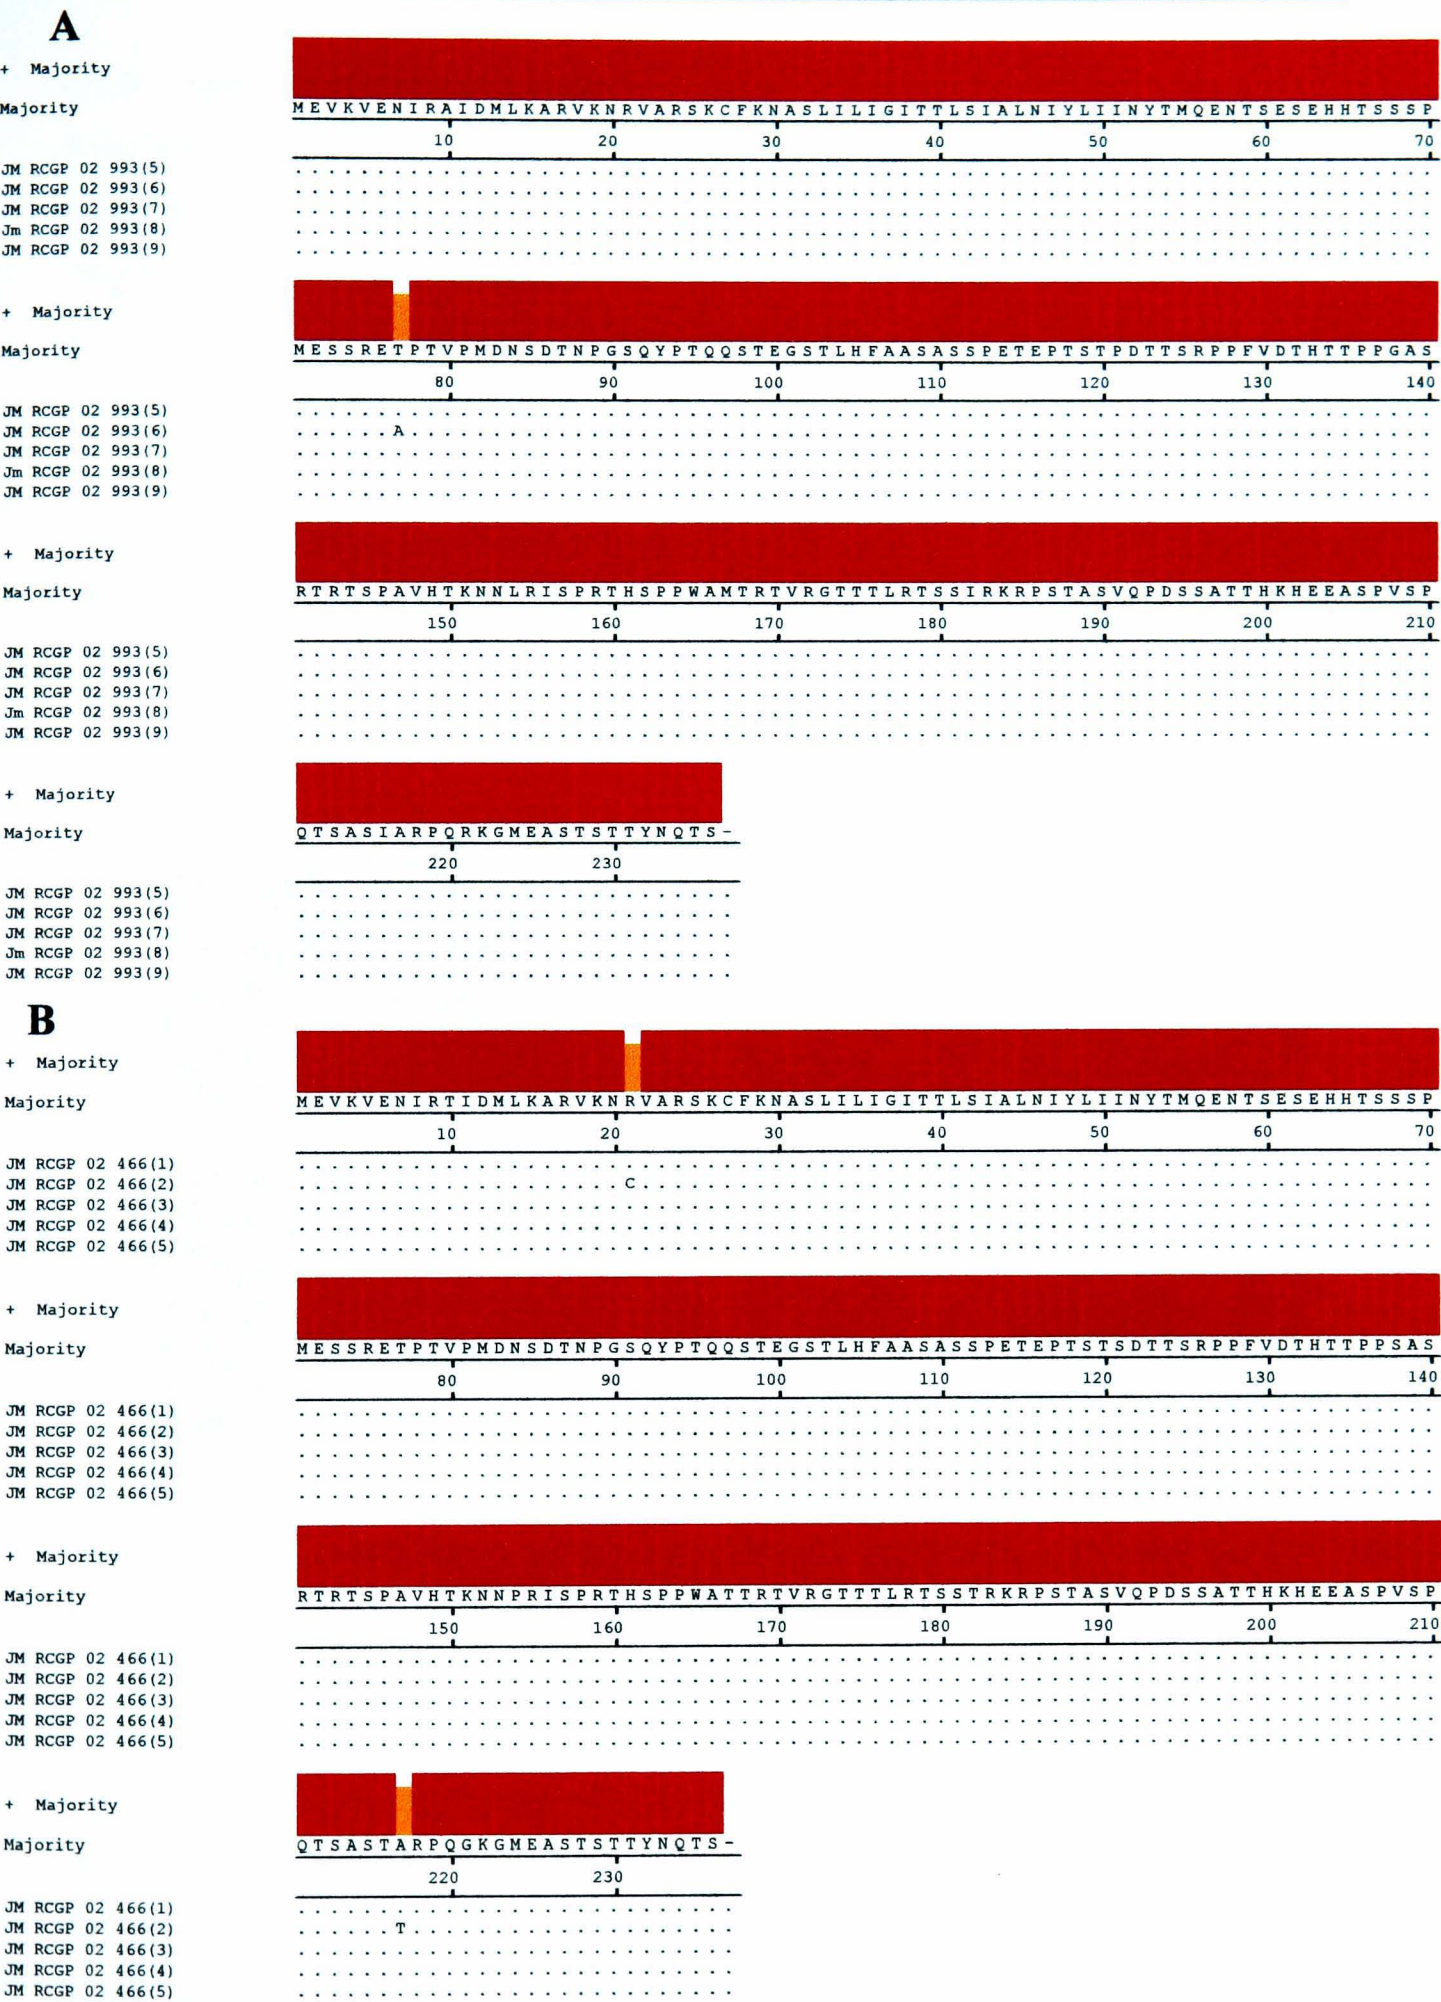 A
+ Majority
Majority MEVKVENIRAIDMLKARVKNRVARSKCFKNASLILIGITTLSIALNIYLIINYTMQENTSESEHHTSSSP
10 20 30 40 50 60 70
JM RCGP 02 993(5) ......................................................................
JM RCGP 02 993(6) ......................................................................
JM RCGP 02 993(7) ......................................................................
Jm RCGP 02 993(8) ......................................................................
JM RCGP 02 993(9) ......................................................................
+ Majority
Majority MESSRETPTVPMDNSDTNPGSQYPTQQSTEGSTLHFAASASSPETEPTSTPDTTSRPPFVDTHTTPPGAS
80 90 100 110 120 130 140
JM RCGP 02 993(5) ......................................................................
JM RCGP 02 993(6) ......A...............................................................
JM RCGP 02 993(7) ......................................................................
Jm RCGP 02 993(8) ......................................................................
JM RCGP 02 993(9) ......................................................................
+ Majority
Majority RTRTSPAVHTKNNLRISPRTHSPPWAMTRTVRGTTTLRTSSIRKRPSTASVQPDSSATTHKHEEASPVSP
150 160 170 180 190 200 210
JM RCGP 02 993(5) ......................................................................
JM RCGP 02 993(6) ......................................................................
JM RCGP 02 993(7) ......................................................................
Jm RCGP 02 993(8) ......................................................................
JM RCGP 02 993(9) ......................................................................
+ Majority
Majority QTSASIARPQRKGMEASTSTTYNQTS-
220 230
JM RCGP 02 993(5) ...........................
JM RCGP 02 993(6) ...........................
JM RCGP 02 993(7) ...........................
Jm RCGP 02 993(8) ...........................
JM RCGP 02 993(9) ...........................
B
+ Majority
Majority MEVKVENIRTIDMLKARVKNRVARSKCFKNASLILIGITTLSIALNIYLIINYTMQENTSESEHHTSSSP
10 20 30 40 50 60 70
JM RCGP 02 466(1) ......................................................................
JM RCGP 02 466(2) ....................C.................................................
JM RCGP 02 466(3) ......................................................................
JM RCGP 02 466(4) ......................................................................
JM RCGP 02 466(5) ......................................................................
+ Majority
Majority MESSRETPTVPMDNSDTNPGSQYPTQQSTEGSTLHFAASASSPETEPTSTSDTTSRPPFVDTHTTPPSAS
80 90 100 110 120 130 140
JM RCGP 02 466(1) ......................................................................
JM RCGP 02 466(2) ......................................................................
JM RCGP 02 466(3) ......................................................................
JM RCGP 02 466(4) ......................................................................
JM RCGP 02 466(5) ......................................................................
+ Majority
Majority RTRTSPAVHTKNNPRISPRTHSPPWATTRTVRGTTTLRTSSTRKRPSTASVQPDSSATTHKHEEASPVSP
150 160 170 180 190 200 210
JM RCGP 02 466(1) ......................................................................
JM RCGP 02 466(2) ......................................................................
JM RCGP 02 466(3) ......................................................................
JM RCGP 02 466(4) ......................................................................
JM RCGP 02 466(5) ......................................................................
+ Majority
Majority QTSASTARPQGKGMEASTSTTYNQTS-
220 230
JM RCGP 02 466(1) ...........................
JM RCGP 02 466(2) ......T....................
JM RCGP 02 466(3) ...........................
JM RCGP 02 466(4) ...........................
JM RCGP 02 466(5) ...........................